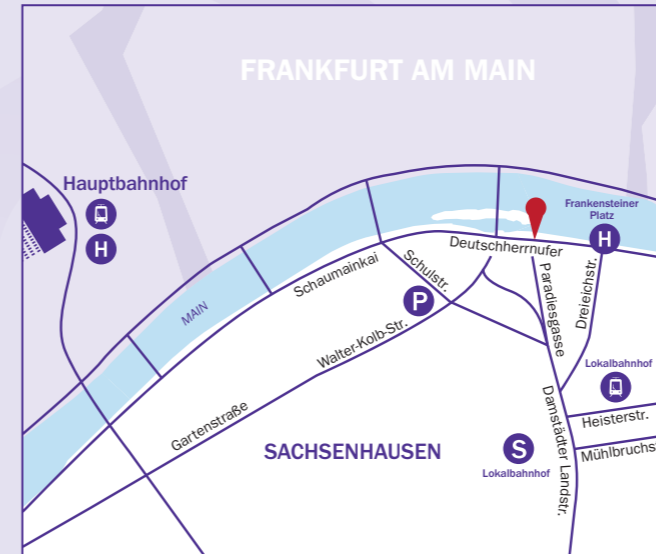 FRANKFURT AM MAIN
Hauptbahnhof
H
Frankensteiner
Platz
H
Deutschherrnufer
Schaumainkai
Schulstr.
Paradiesgasse
Dreieichstr.
MAIN
P
Walter-Kolb-Str.
Lokalbahnhof
Gartenstraße
Damstädter Landstr.
Heisterstr.
SACHSENHAUSEN
S
Lokalbahnhof
Mühlbruchst